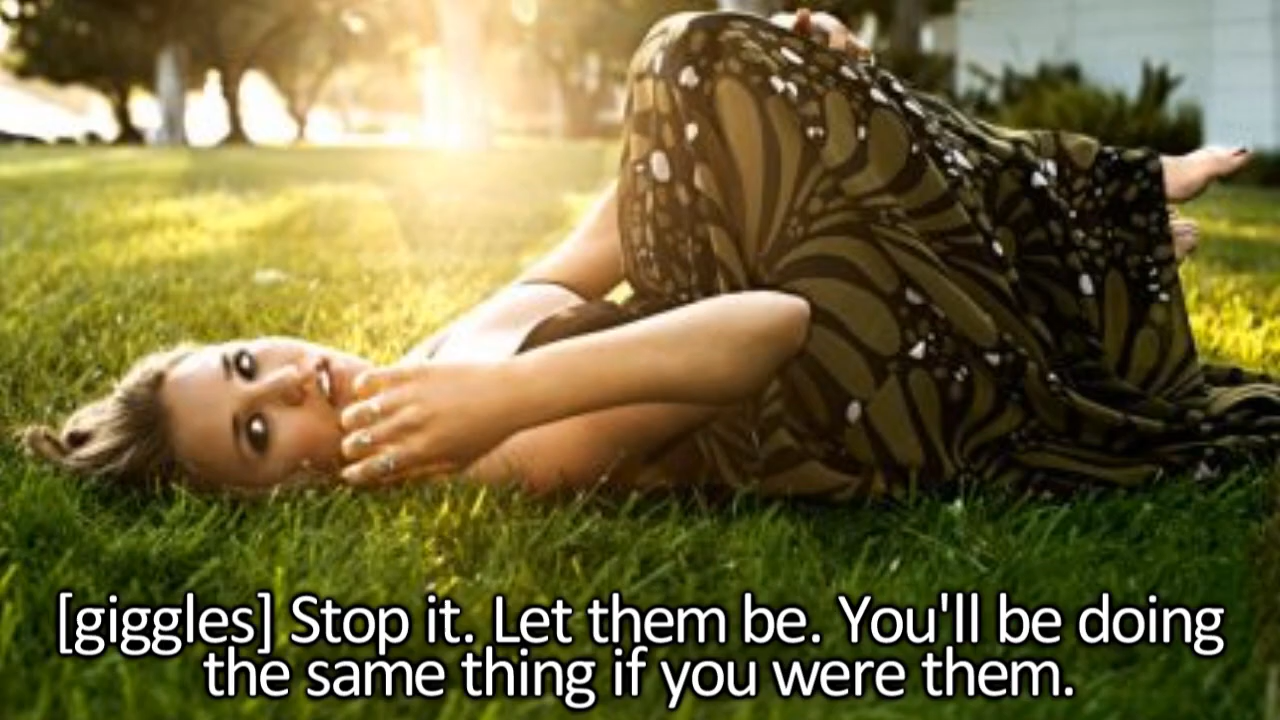 [giggles] Stop it. Let them be. You'll be doing
the same thing if you were them.